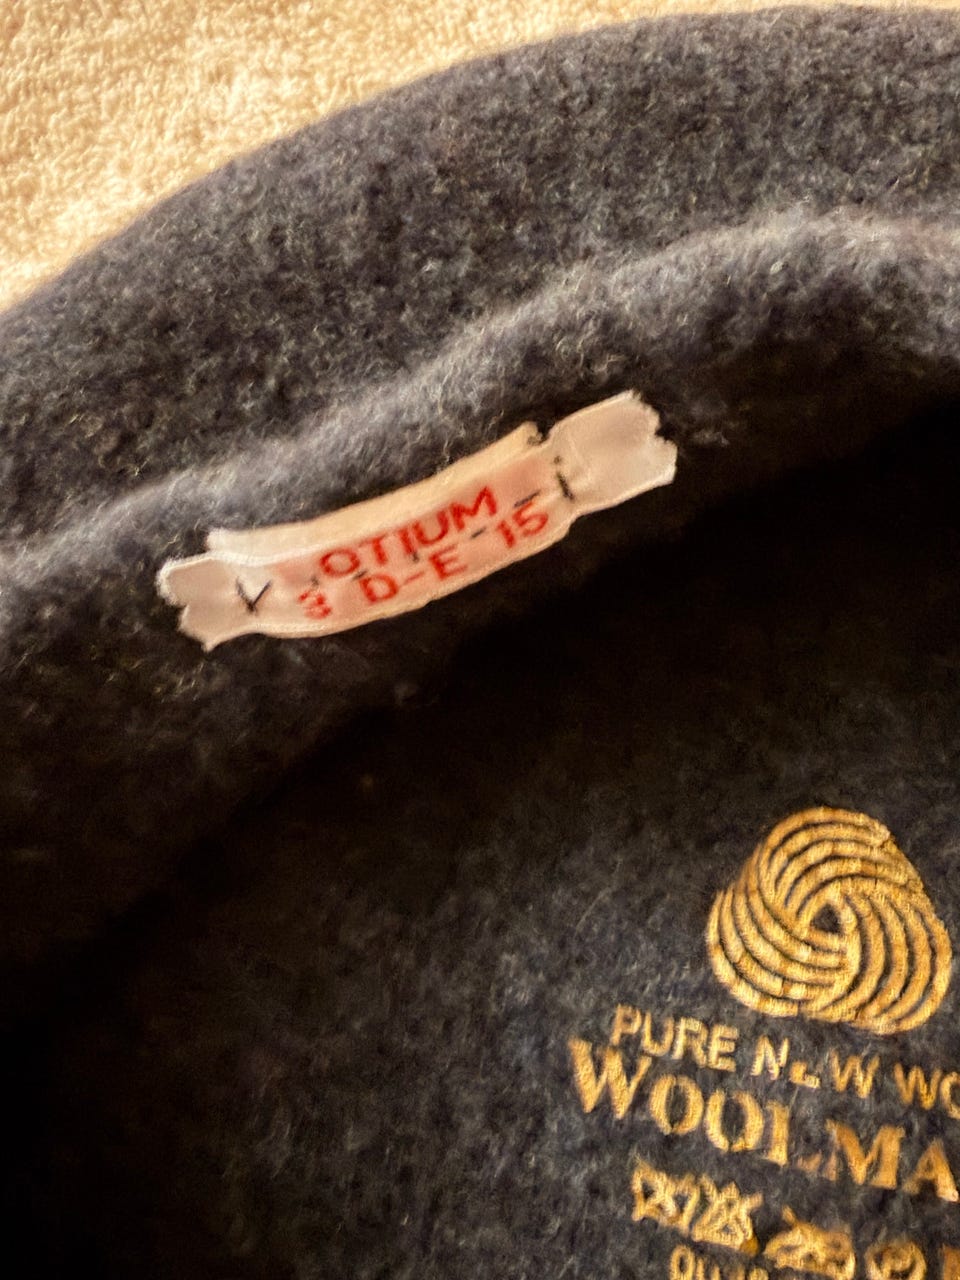 OTIUM
3 D-E-15
PURE NEW WO
WOOLMA